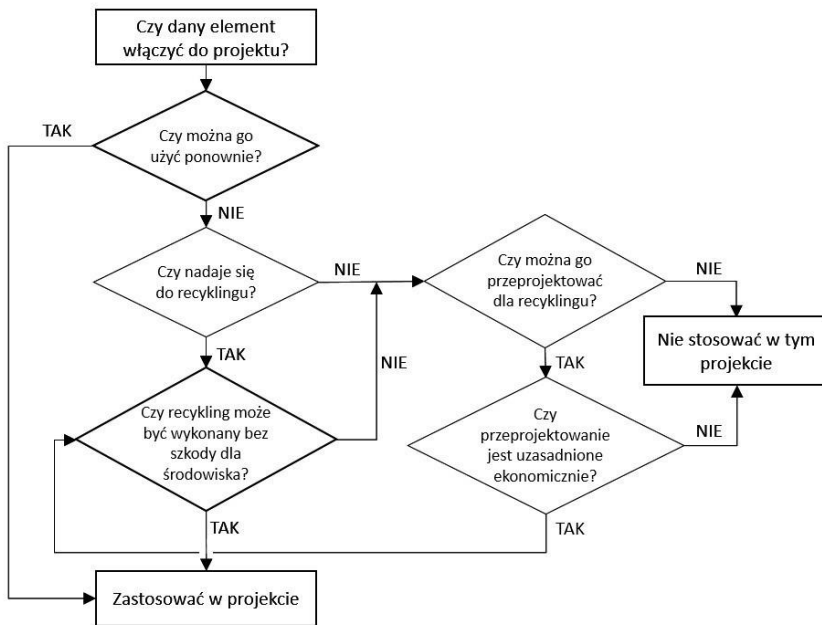 Czy dany element
włączyć do projektu?
TAK
Czy można go
użyć ponownie?
NIE
Czy nadaje się
do recyklingu?
NIE
Czy można go
przeprojektować
dla recyklingu?
NIE
Nie stosować w tym
projekcie
TAK
NIE
TAK
Czy recykling może
być wykonany bez
szkody dla
środowiska?
Czy
przeprojektowanie
jest uzasadnione
ekonomicznie?
NIE
TAK
TAK
Zastosować w projekcie